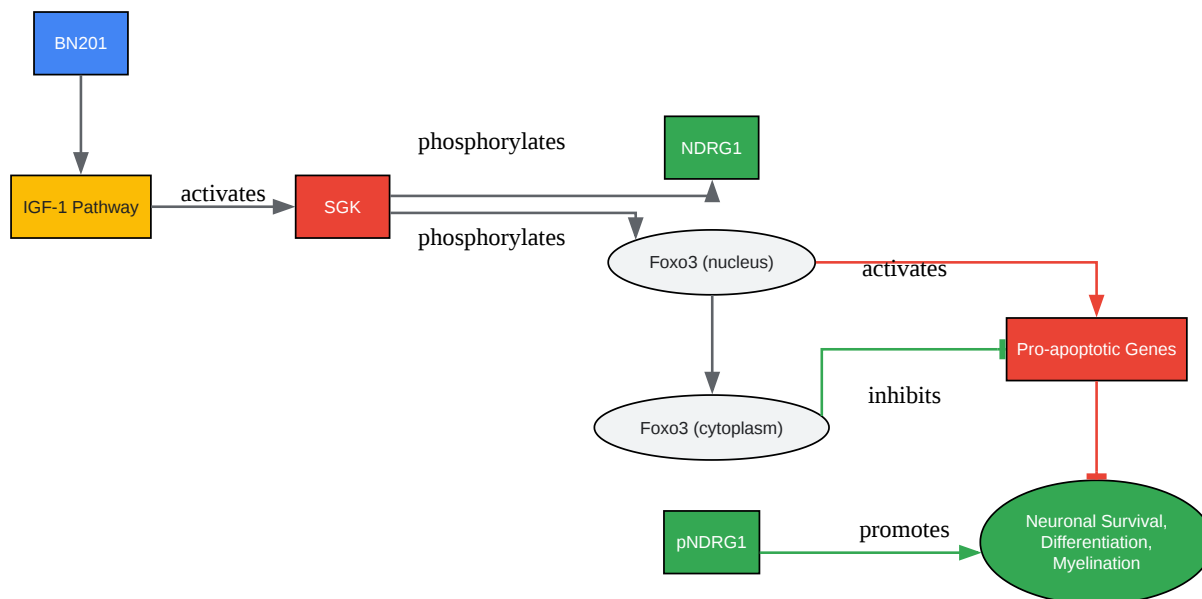 BN201
phosphorylates
NDRG1
IGF-1 Pathway
activates
SGK
phosphorylates
Foxo3 (nucleus)
activates
Pro-apoptotic Genes
inhibits
Foxo3 (cytoplasm)
pNDRG1
promotes
Neuronal Survival,
Differentiation,
Myelination